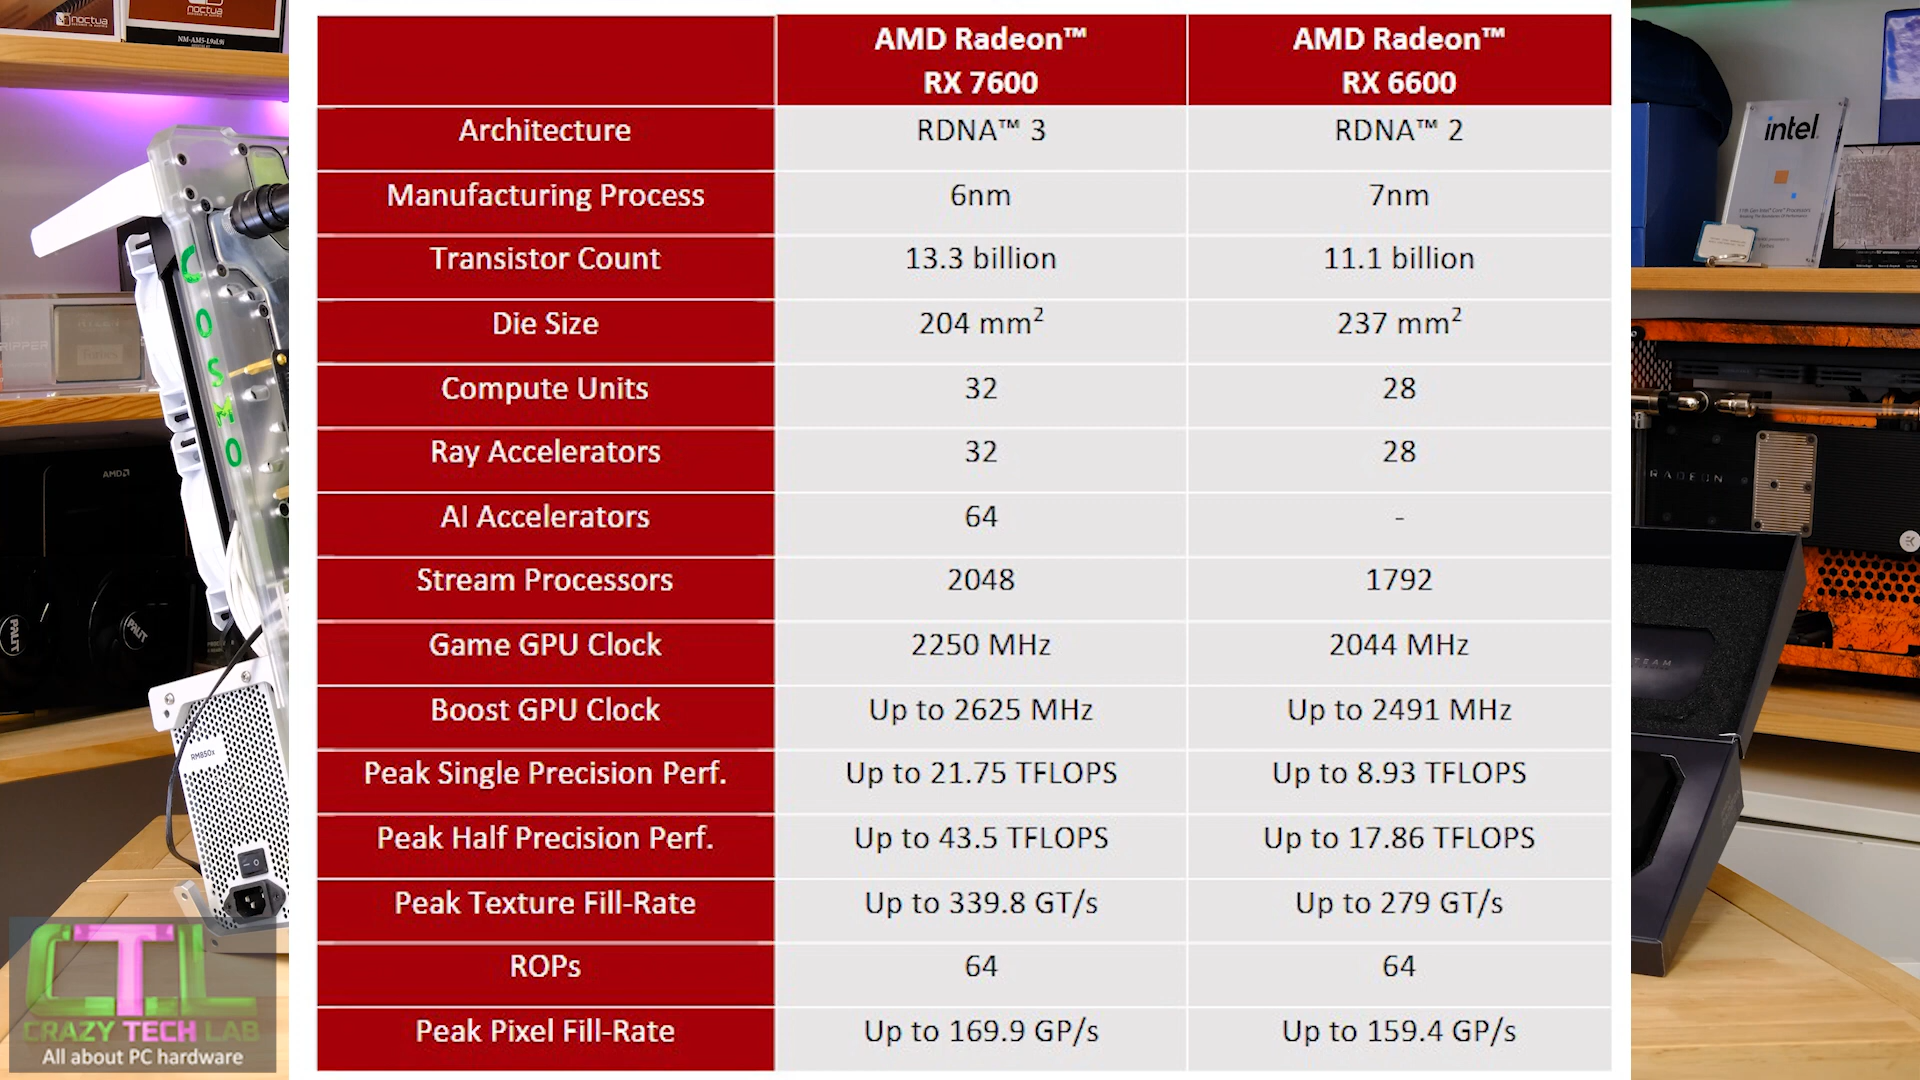 noctua
noctua
NM-AM5-L9aL9i
AMD Radeon™
RX 7600
AMD Radeon™
RX 6600
Architecture
RDNA™ 3
RDNA™ 2
Manufacturing Process
6nm
7nm
Transistor Count
13.3 billion
11.1 billion
Die Size
204 mm²
237 mm²
Compute Units
32
28
Ray Accelerators
32
28
AI Accelerators
64
-
Stream Processors
2048
1792
Game GPU Clock
2250 MHz
2044 MHz
Boost GPU Clock
Up to 2625 MHz
Up to 2491 MHz
Peak Single Precision Perf.
Up to 21.75 TFLOPS
Up to 8.93 TFLOPS
Peak Half Precision Perf.
Up to 43.5 TFLOPS
Up to 17.86 TFLOPS
Peak Texture Fill-Rate
Up to 339.8 GT/s
Up to 279 GT/s
ROPs
64
64
Peak Pixel Fill-Rate
Up to 169.9 GP/s
Up to 159.4 GP/s
COSMO
AMD
PALIT
PALIT
RM850x
intel
RADEON
CTL
CRAZY TECH LAB
All about PC hardware